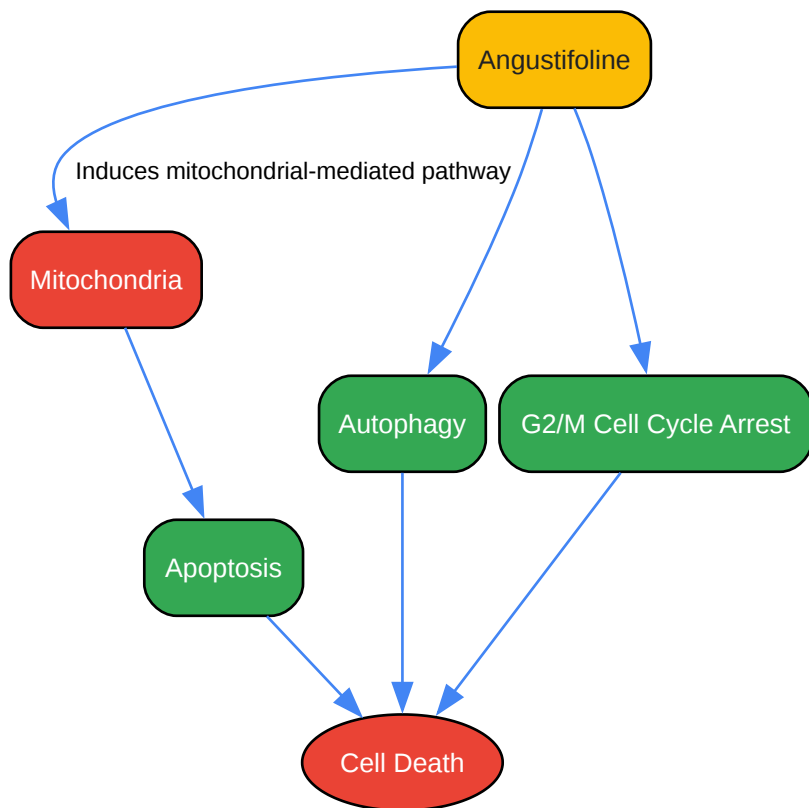 Angustifoline
Induces mitochondrial-mediated pathway
Mitochondria
Autophagy
G2/M Cell Cycle Arrest
Apoptosis
Cell Death